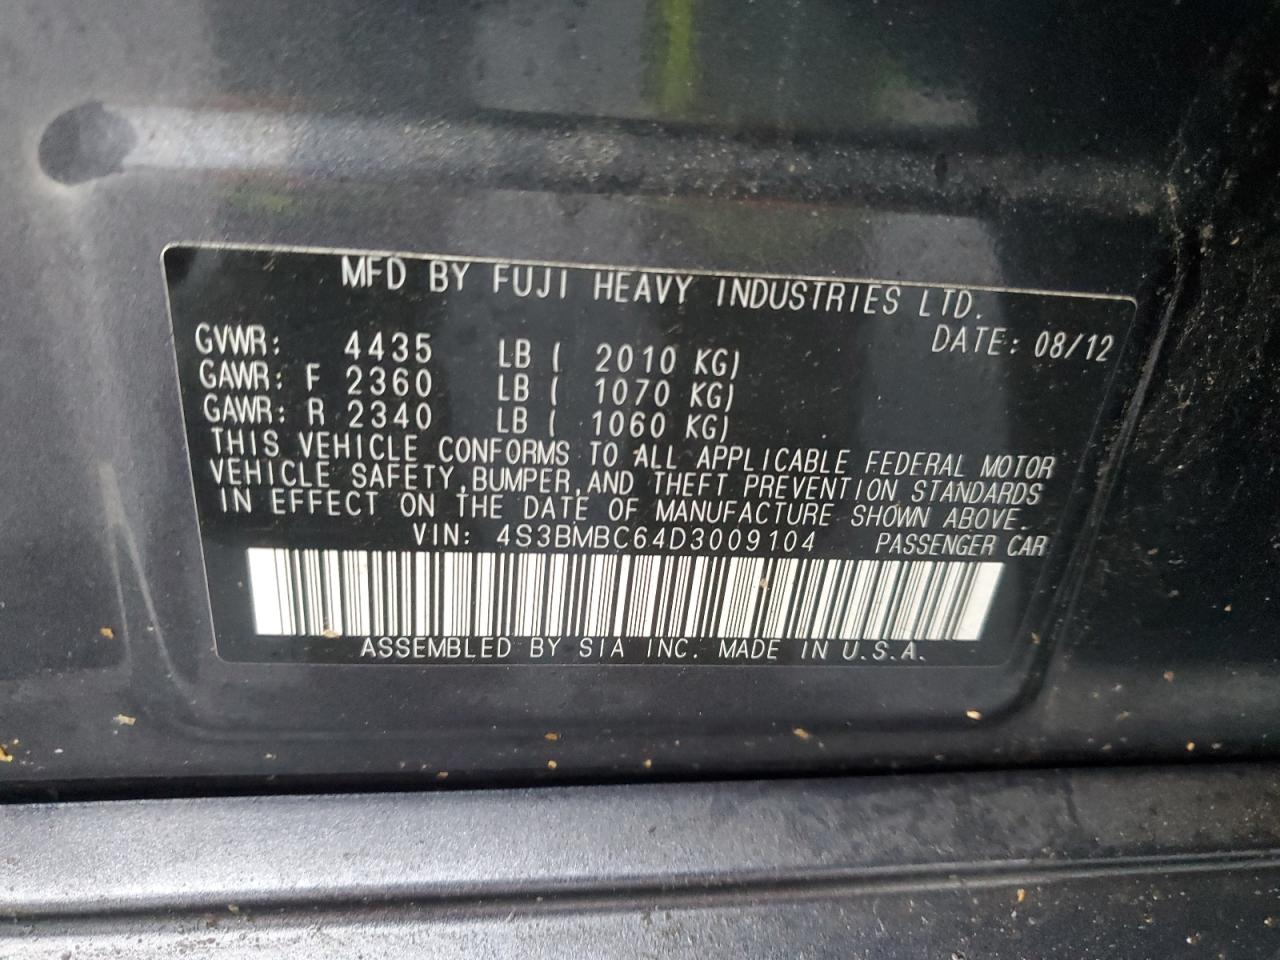 MFD BY FUJI HEAVY INDUSTRIES LTD.
DATE: 08/12
GVWR: 4435 LB ( 2010 KG)
GAWR: F 2360 LB ( 1070 KG)
GAWR: R 2340 LB ( 1060 KG)
THIS VEHICLE CONFORMS TO ALL APPLICABLE FEDERAL MOTOR
VEHICLE SAFETY,BUMPER,AND THEFT PREVENTION STANDARDS
IN EFFECT ON THE DATE OF MANUFACTURE SHOWN ABOVE.
VIN: 4S3BMBC64D3009104 PASSENGER CAR
ASSEMBLED BY SIA INC. MADE IN U.S.A.